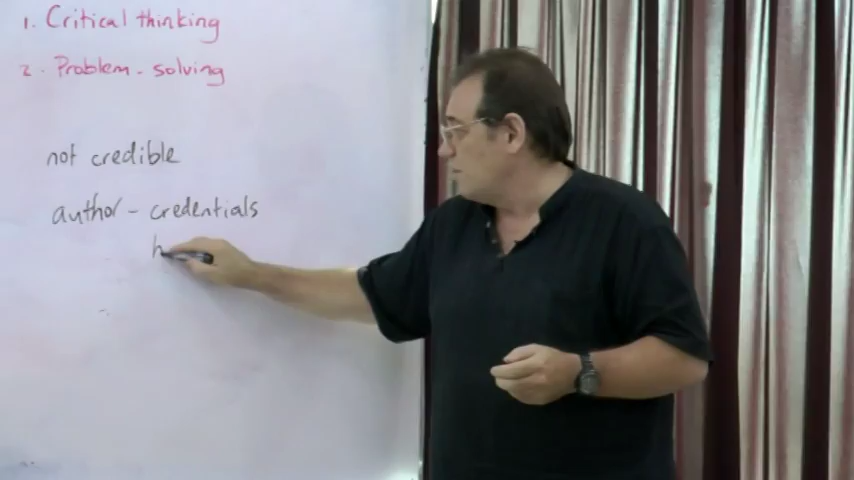 1. Critical thinking
2. Problem - solving
not credible
author - credentials
h